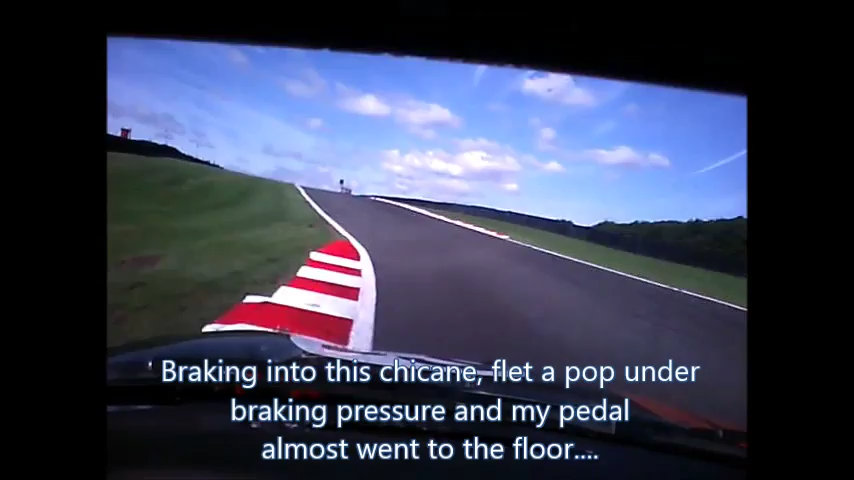 Braking into this chicane, flet a pop under
braking pressure and my pedal
almost went to the floor....